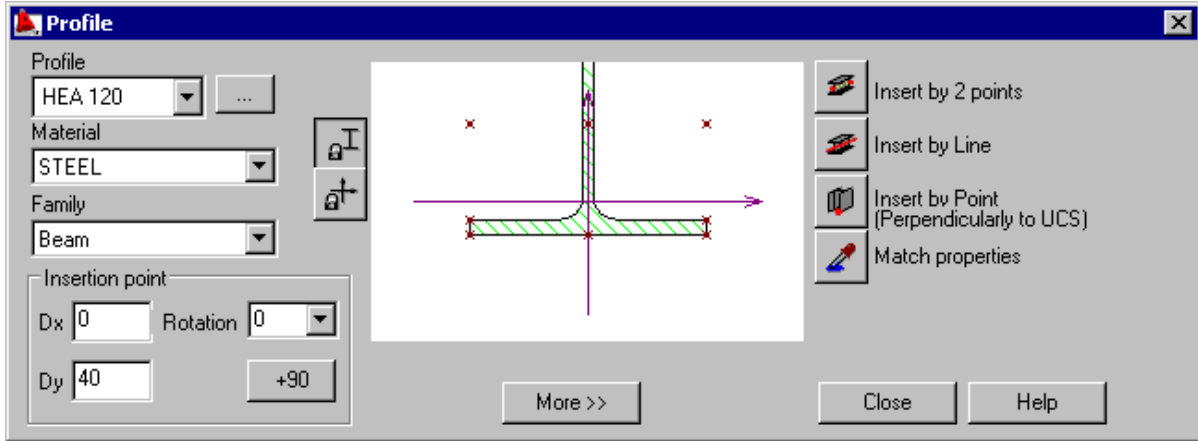 Profile
Profile
HEA 120
...
Material
STEEL
Family
Beam
Insertion point
Dx 0 Rotation 0
Dy 40 +90
Insert by 2 points
Insert by Line
Insert by Point
(Perpendicularly to UCS)
Match properties
More >>
Close
Help